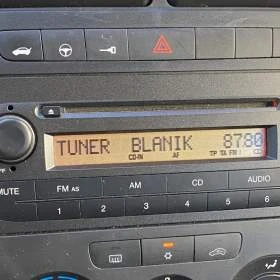 TUNER BLANIK 87.80
CD-IN AF TP TA FM
MUTE FM AS AM CD AUDIO
1 2 3 4 5 6